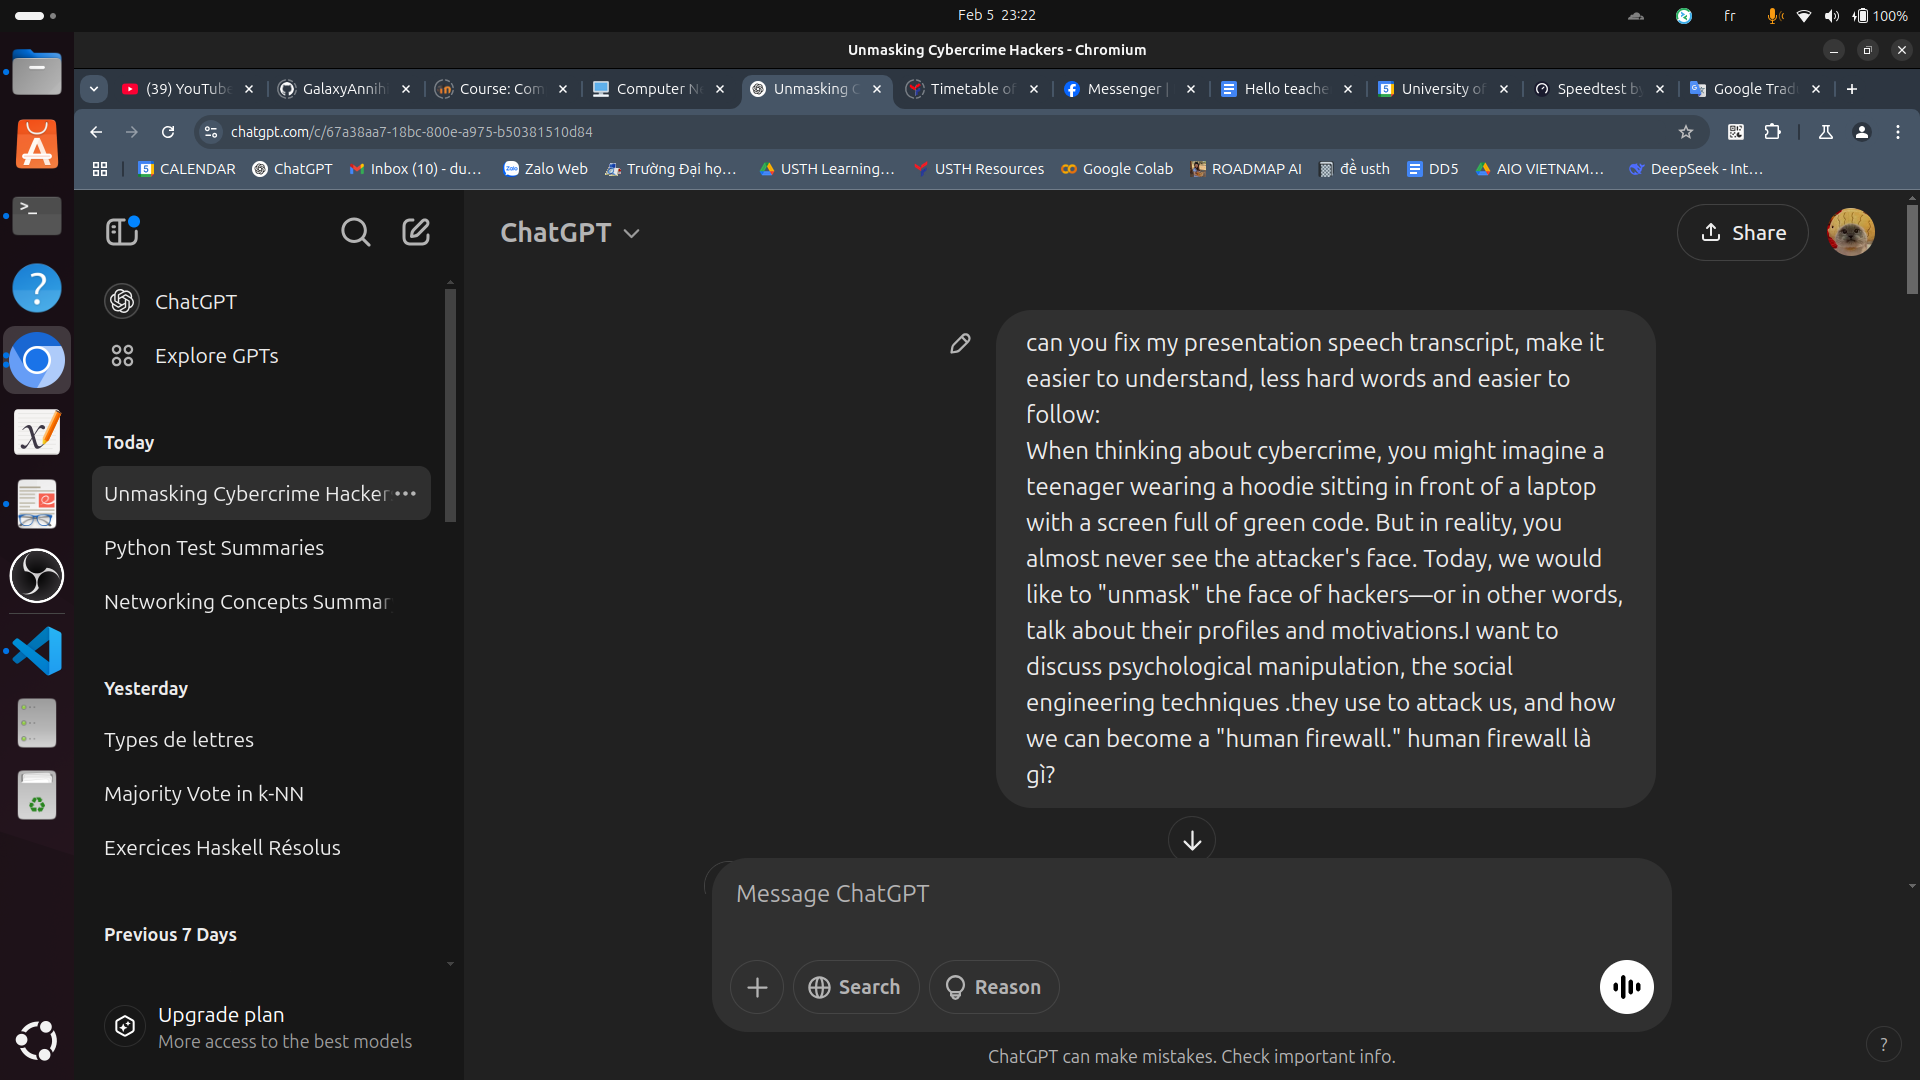 Feb 5 23:22
fr
100%
Unmasking Cybercrime Hackers - Chromium
(39) YouTube
GalaxyAnnihi
Course: Com
Computer Ne
Unmasking C
Timetable of
Messenger |
Hello teache
University of
Speedtest by
Google Trad
chatgpt.com/c/67a38aa7-18bc-800e-a975-b50381510d84
CALENDAR
ChatGPT
Inbox (10) - du...
Zalo Web
Trường Đại họ...
USTH Learning...
USTH Resources
Google Colab
ROADMAP AI
đề usth
DD5
AIO VIETNAM...
DeepSeek - Int...
ChatGPT
Explore GPTs
Today
Unmasking Cybercrime Hacker
Python Test Summaries
Networking Concepts Summar
Yesterday
Types de lettres
Majority Vote in k-NN
Exercices Haskell Résolus
Previous 7 Days
Upgrade plan
More access to the best models
ChatGPT
Share
can you fix my presentation speech transcript, make it
easier to understand, less hard words and easier to
follow:
When thinking about cybercrime, you might imagine a
teenager wearing a hoodie sitting in front of a laptop
with a screen full of green code. But in reality, you
almost never see the attacker's face. Today, we would
like to "unmask" the face of hackers—or in other words,
talk about their profiles and motivations.I want to
discuss psychological manipulation, the social
engineering techniques .they use to attack us, and how
we can become a "human firewall." human firewall là
gì?
Message ChatGPT
Search
Reason
ChatGPT can make mistakes. Check important info.
?